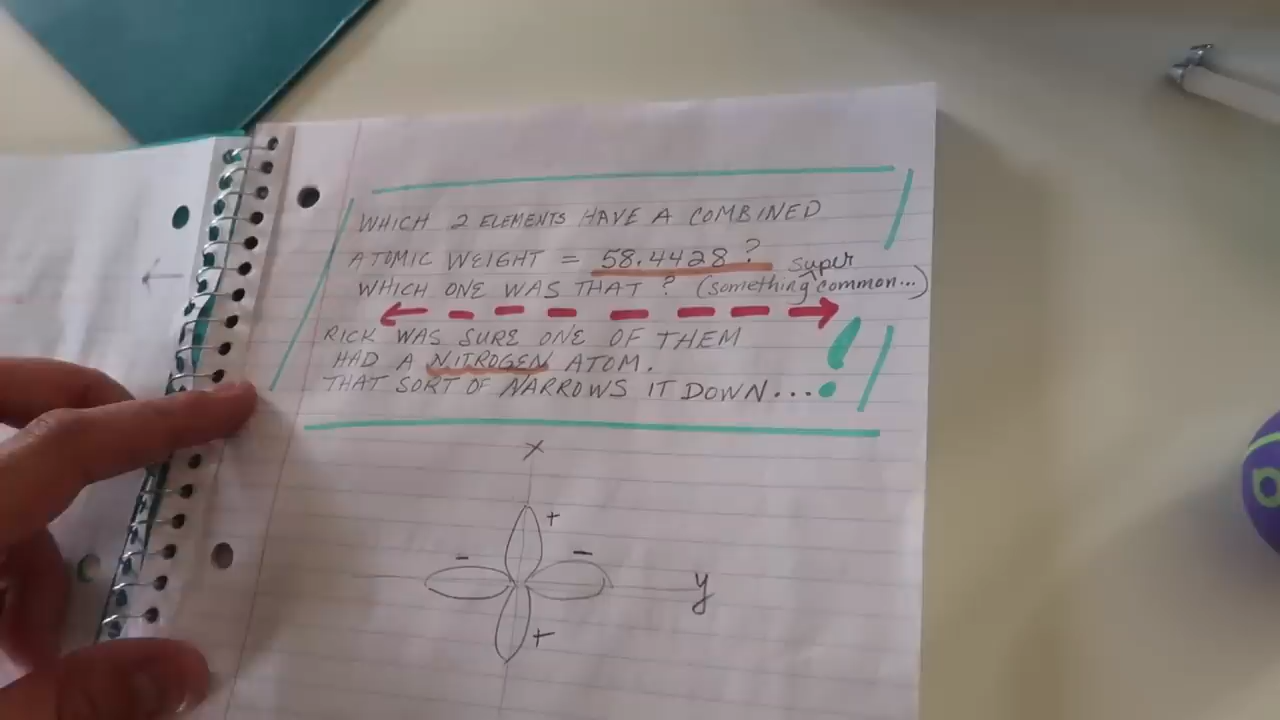 WHICH 2 ELEMENTS HAVE A COMBINED
ATOMIC WEIGHT = 58.4428?
WHICH ONE WAS THAT? (something super common...)
RICK WAS SURE ONE OF THEM
HAD A NITROGEN ATOM.
THAT SORT OF NARROWS IT DOWN...!
x
+
- -
y
+